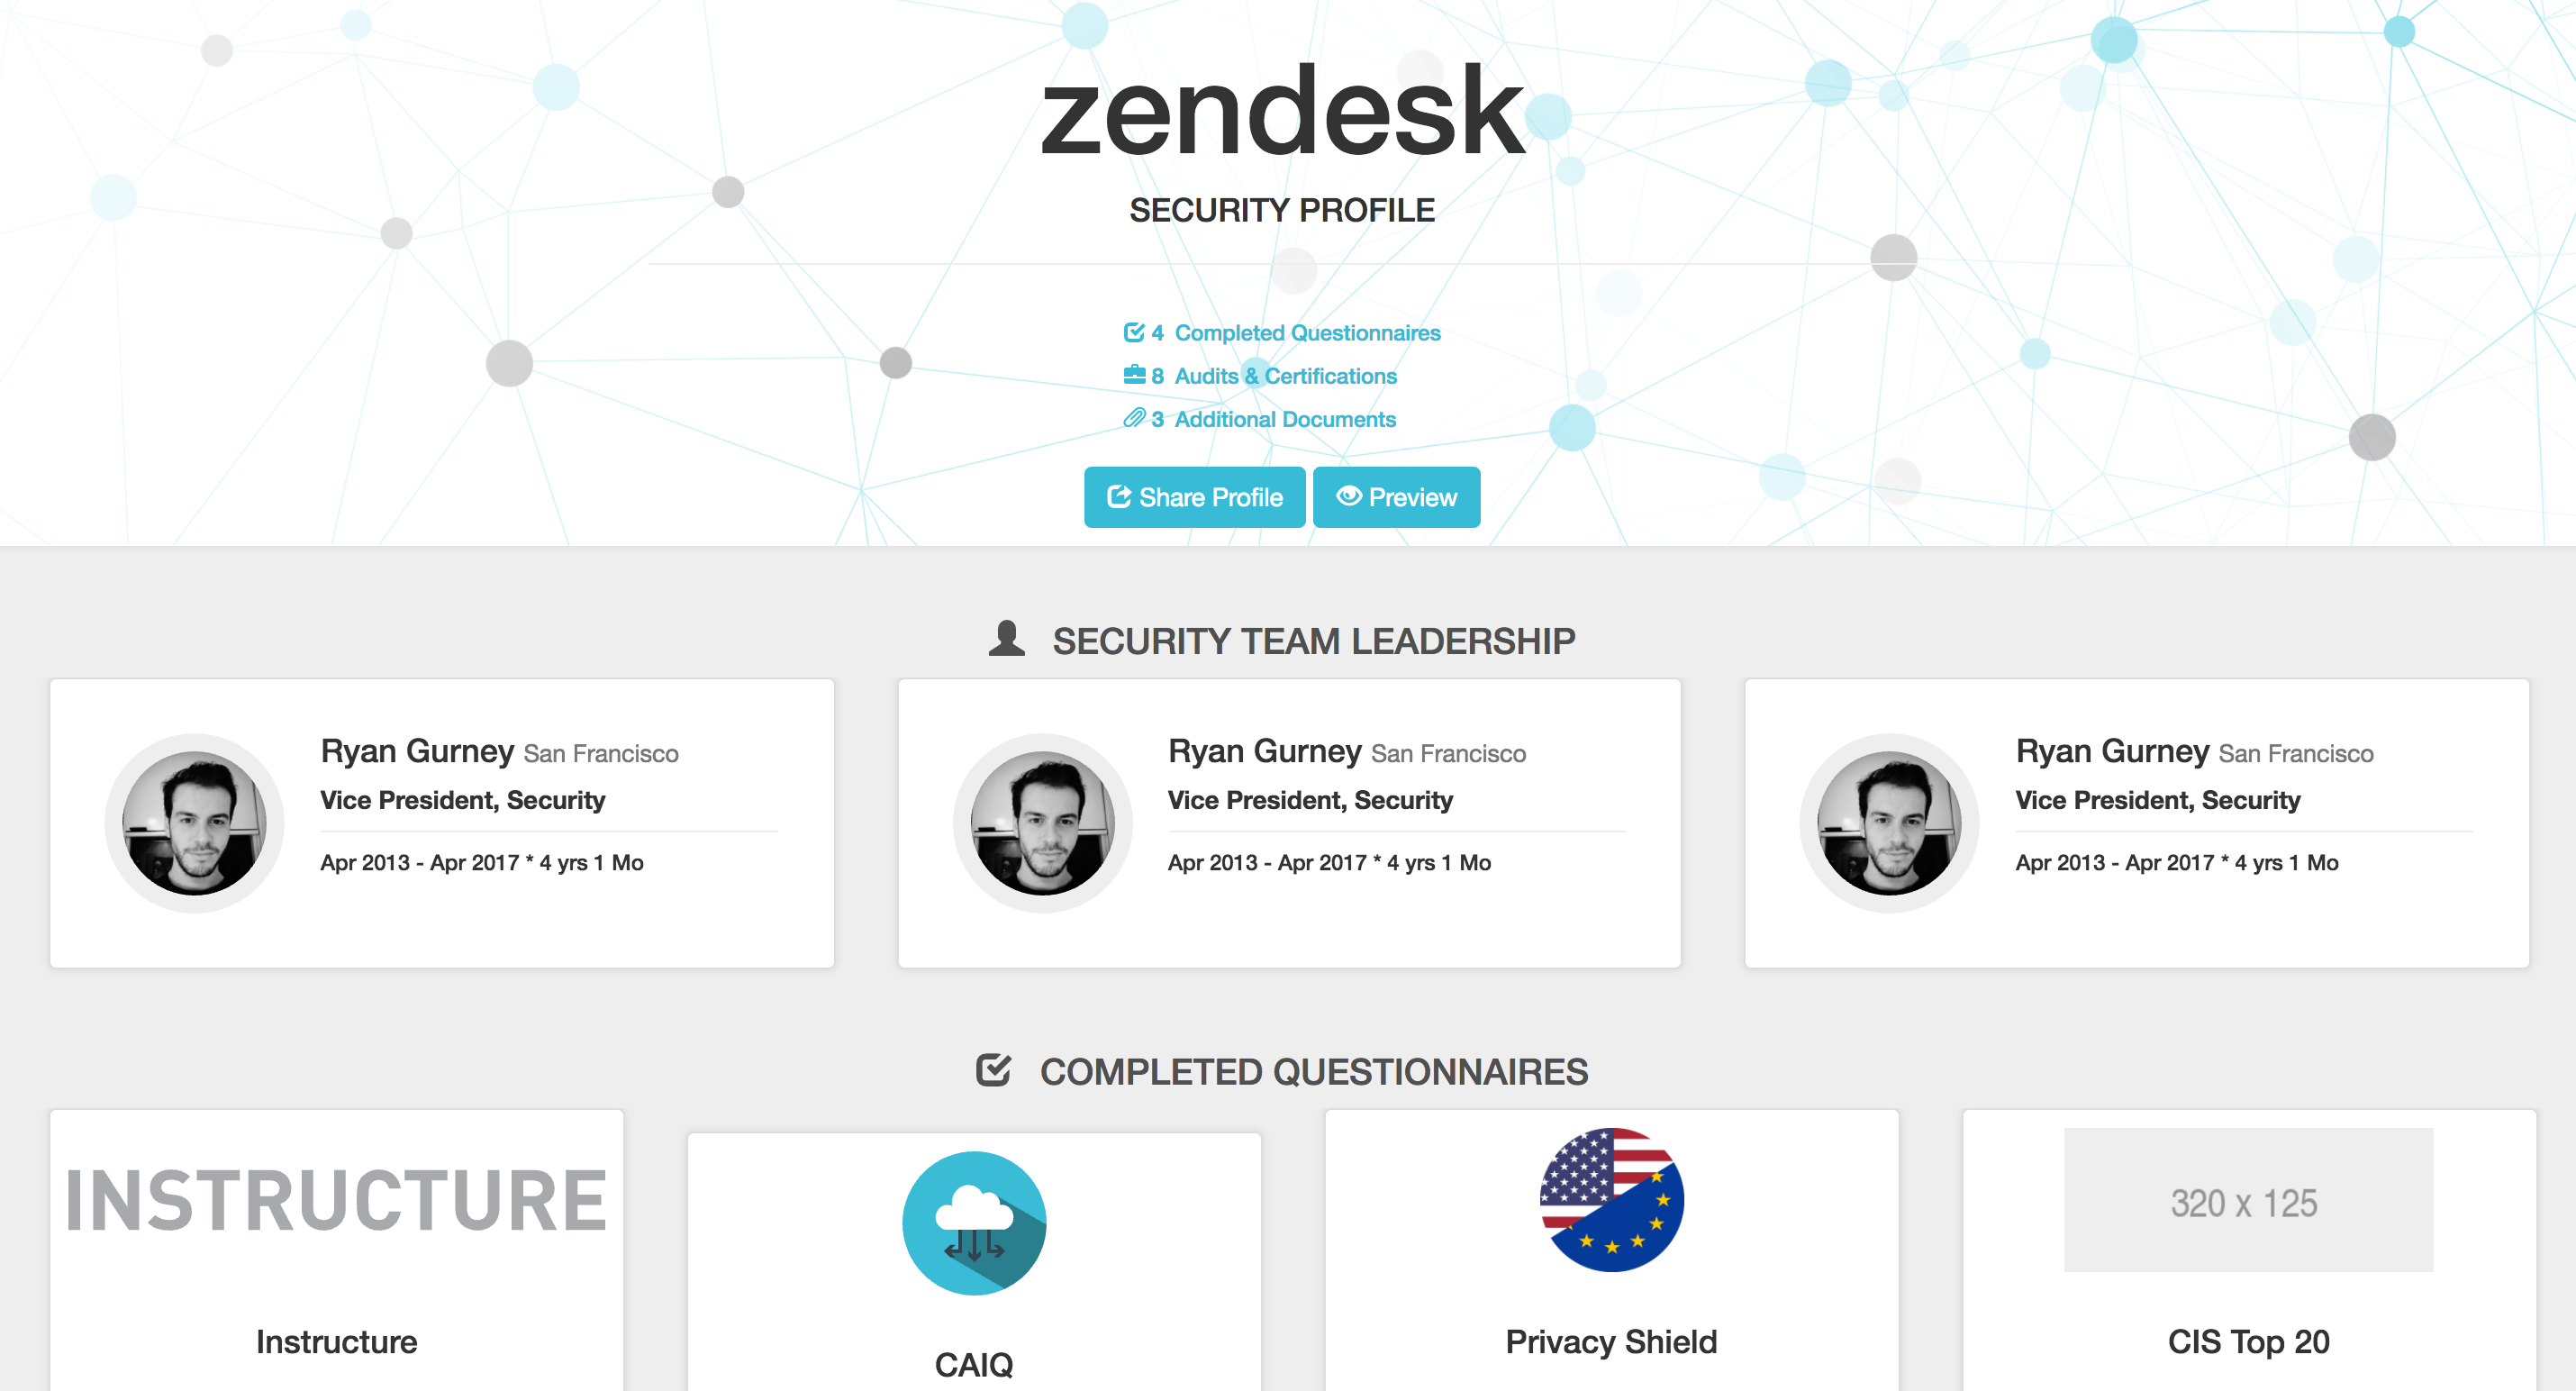 zendesk
SECURITY PROFILE
4 Completed Questionnaires
8 Audits & Certifications
3 Additional Documents
Share Profile
Preview
SECURITY TEAM LEADERSHIP
Ryan Gurney San Francisco
Vice President, Security
Apr 2013 - Apr 2017 * 4 yrs 1 Mo
Ryan Gurney San Francisco
Vice President, Security
Apr 2013 - Apr 2017 * 4 yrs 1 Mo
Ryan Gurney San Francisco
Vice President, Security
Apr 2013 - Apr 2017 * 4 yrs 1 Mo
COMPLETED QUESTIONNAIRES
INSTRUCTURE
Instructure
CAIQ
Privacy Shield
320 x 125
CIS Top 20